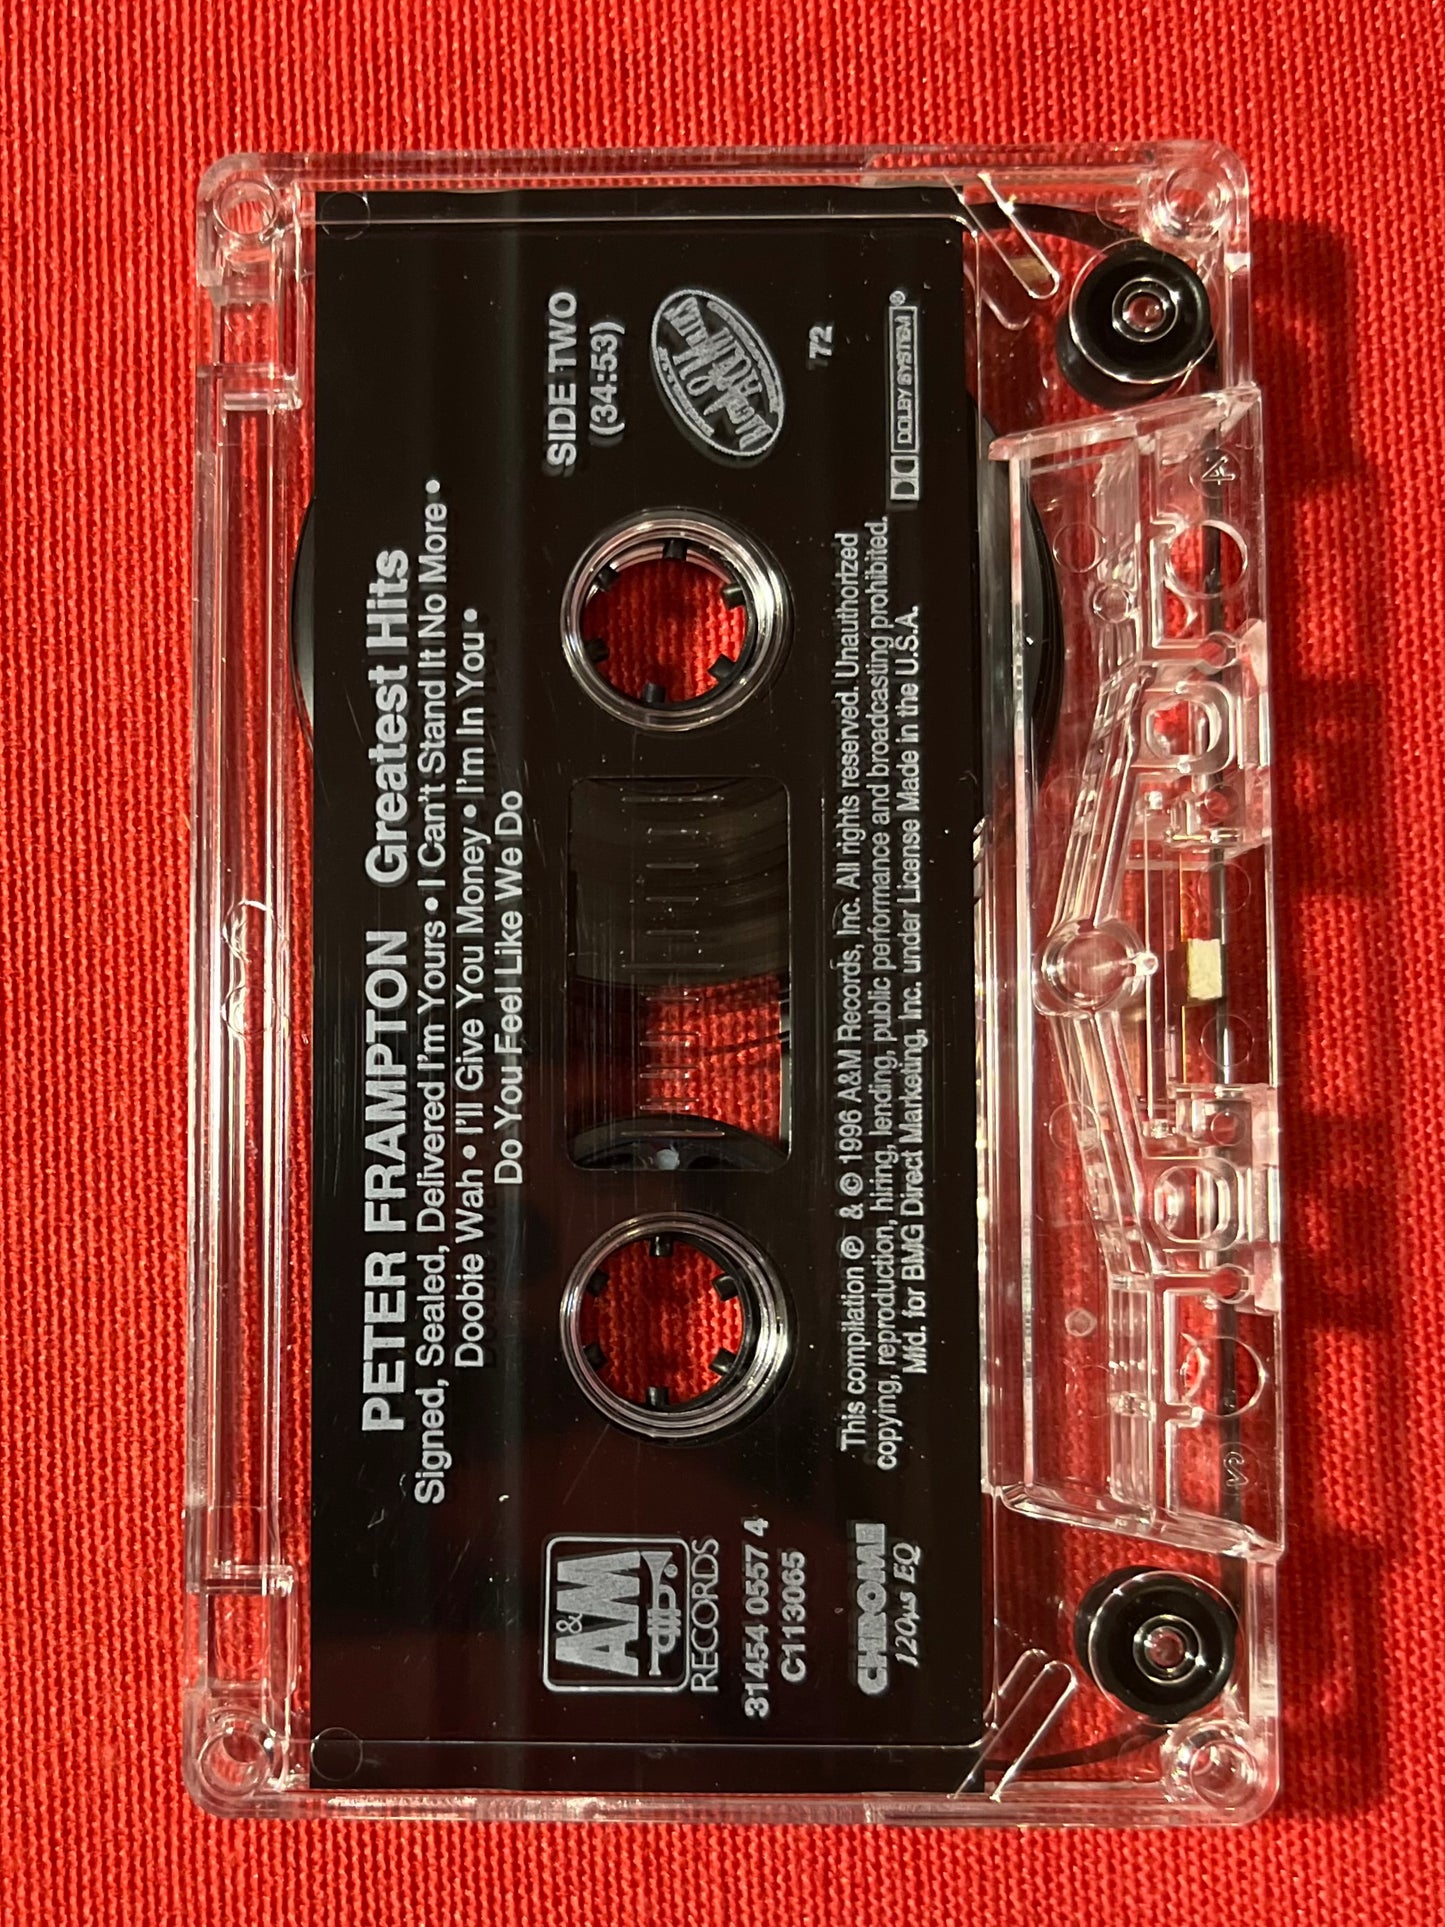 PETER FRAMPTON Greatest Hits
Signed, Sealed, Delivered I'm Yours • I Can't Stand It No More •
Doobie Wah • I'll Give You Money • I'm In You •
Do You Feel Like We Do
A&M
RECORDS
31454 0557 4
C113065
CHROME
120µs EQ
SIDE TWO
(34:53)
72
DOLBY SYSTEM®
This compilation ℗ & © 1996 A&M Records, Inc. All rights reserved. Unauthorized
copying, reproduction, hiring, lending, public performance and broadcasting prohibited.
Mfd. for BMG Direct Marketing, Inc. under License Made in the U.S.A.